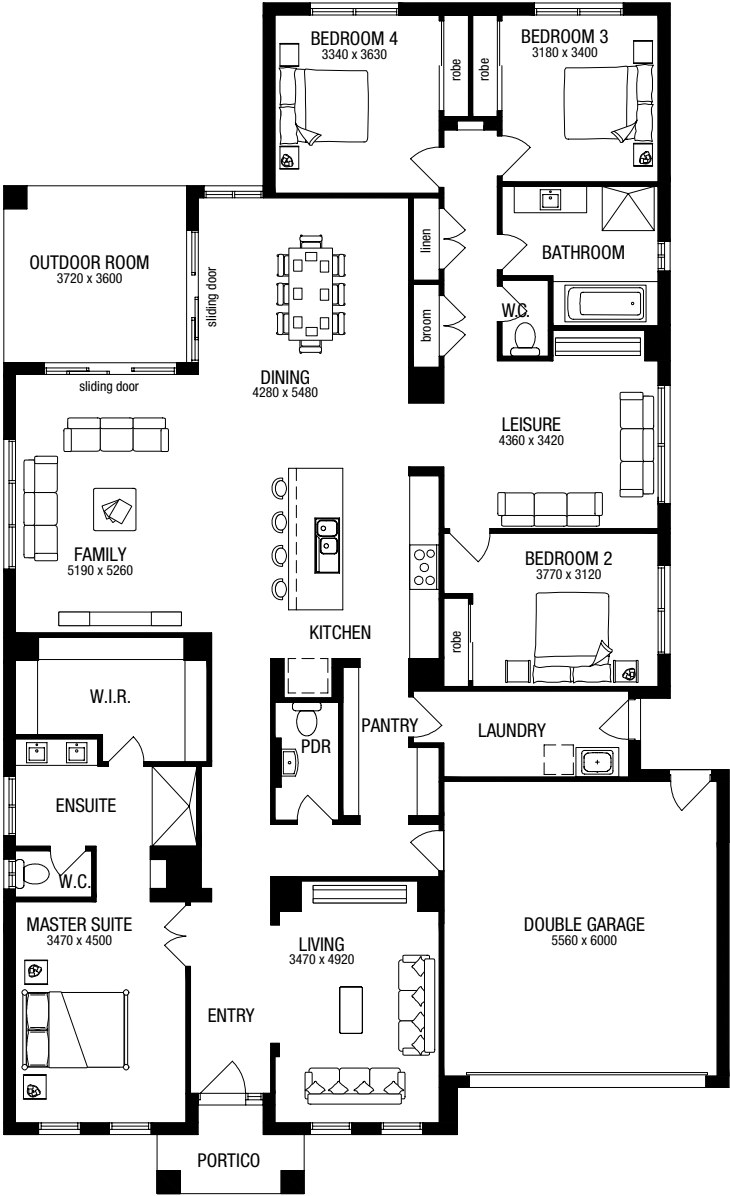 BEDROOM 4
3340 x 3630
robe
robe
BEDROOM 3
3180 x 3400
OUTDOOR ROOM
3720 x 3600
sliding door
linen
BATHROOM
broom
W.C.
sliding door
DINING
4280 x 5480
LEISURE
4360 x 3420
FAMILY
5190 x 5260
BEDROOM 2
3770 x 3120
KITCHEN
robe
W.I.R.
PDR
PANTRY
LAUNDRY
ENSUITE
W.C.
MASTER SUITE
3470 x 4500
LIVING
3470 x 4920
DOUBLE GARAGE
5560 x 6000
ENTRY
PORTICO